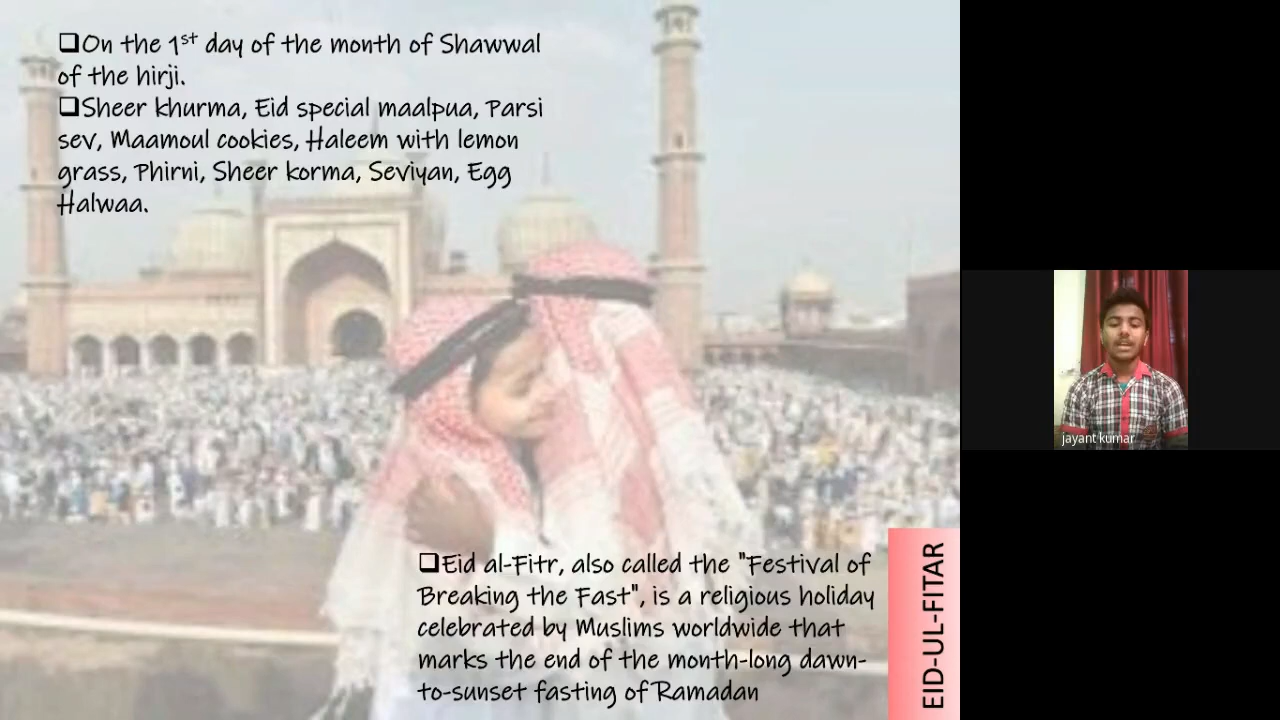 ❑On the 1st day of the month of Shawwal
of the hirji.
❑Sheer khurma, Eid special maalpua, Parsi
sev, Maamoul cookies, Haleem with lemon
grass, Phirni, Sheer korma, Seviyan, Egg
Halwaa.
❑Eid al-Fitr, also called the "Festival of
Breaking the Fast", is a religious holiday
celebrated by Muslims worldwide that
marks the end of the month-long dawn-
to-sunset fasting of Ramadan
EID-UL-FITAR
jayant kumar